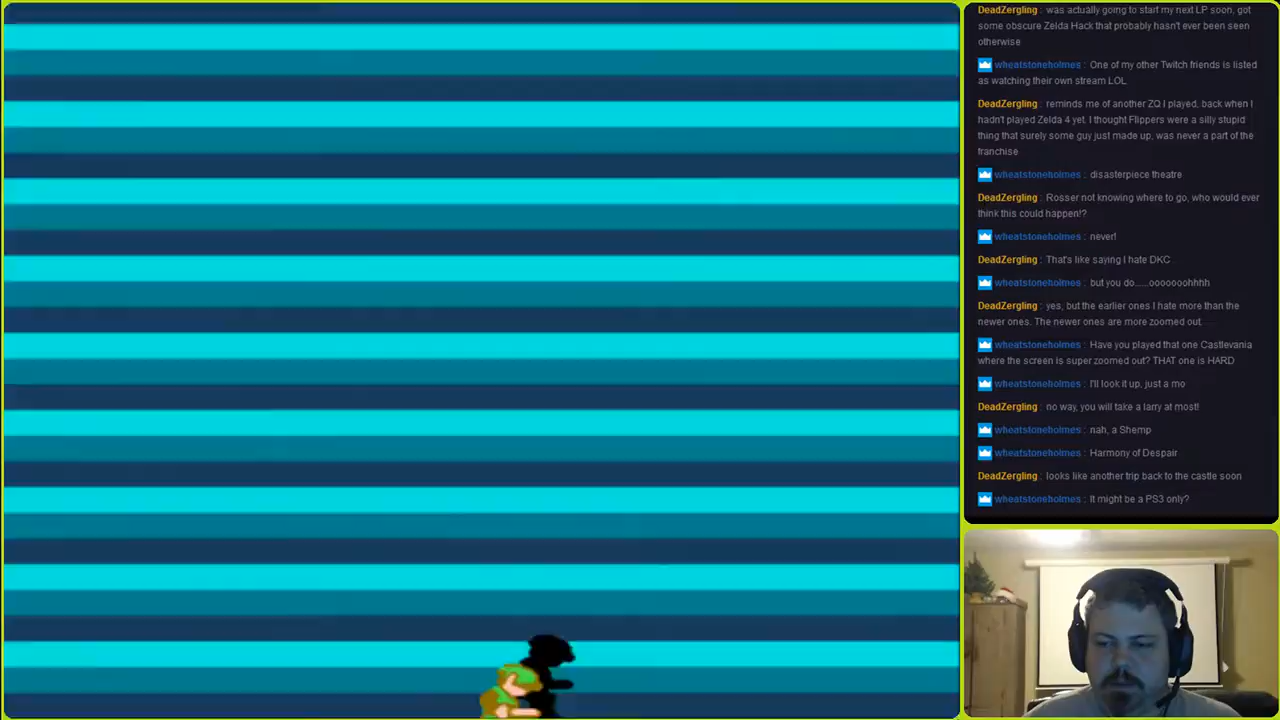 DeadZergling : was actually going to start my next LP soon, got
some obscure Zelda Hack that probably hasn't ever been seen
otherwise
wheatstoneholmes : One of my other Twitch friends is listed
as watching their own stream LOL
DeadZergling : reminds me of another ZQ I played, back when I
hadn't played Zelda 4 yet. I thought Flippers were a silly stupid
thing that surely some guy just made up, was never a part of the
franchise
wheatstoneholmes : disasterpiece theatre
DeadZergling : Rosser not knowing where to go, who would ever
think this could happen!?
wheatstoneholmes : never!
DeadZergling : That's like saying I hate DKC
wheatstoneholmes : but you do......ooooooohhhh
DeadZergling : yes, but the earlier ones I hate more than the
newer ones. The newer ones are more zoomed out.
wheatstoneholmes : Have you played that one Castlevania
where the screen is super zoomed out? THAT one is HARD
wheatstoneholmes : I'll look it up, just a mo
DeadZergling : no way, you will take a larry at most!
wheatstoneholmes : nah, a Shemp
wheatstoneholmes : Harmony of Despair
DeadZergling : looks like another trip back to the castle soon
wheatstoneholmes : It might be a PS3 only?